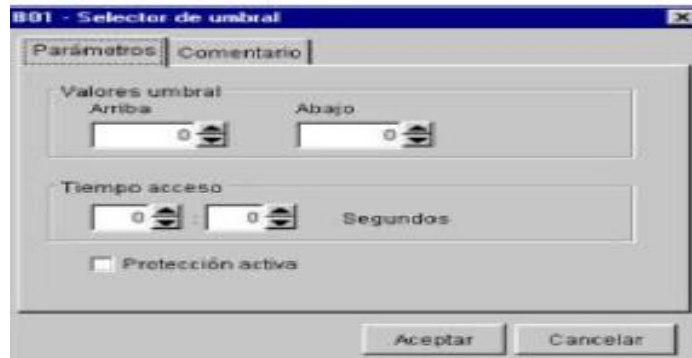 B01 - Selector de umbral
Parámetros Comentario
Valores umbral
Arriba Abajo
0 0
Tiempo acceso
0 : 0 Segundos
Protección activa
Aceptar Cancelar